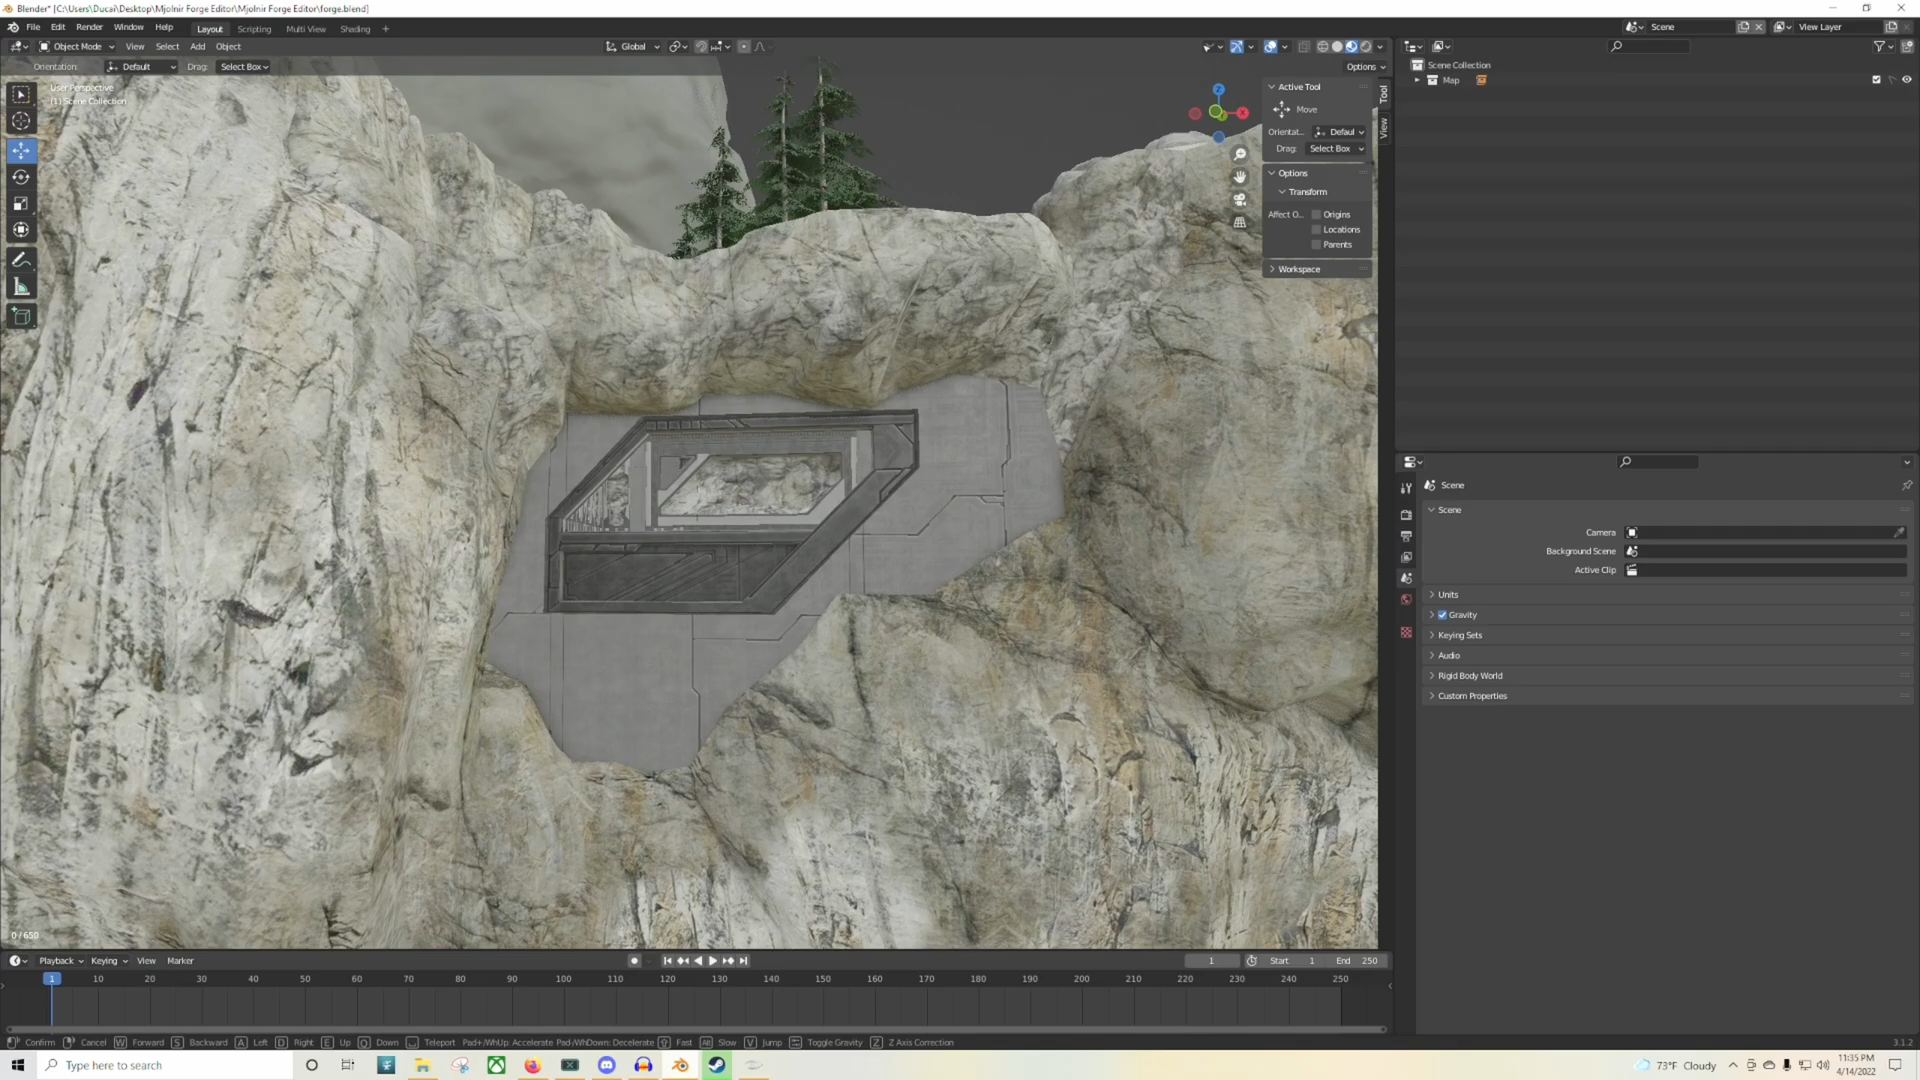 Blender* [C:\Users\Ducai\Desktop\Mjolnir Forge Editor\Mjolnir Forge Editor\forge.blend]
File Edit Render Window Help Layout Scripting Multi View Shading + Scene View Layer
Object Mode View Select Add Object Global
Orientation: Default Drag: Select Box Options
User Perspective
(1) Scene Collection
Z
X
Y
Active Tool
Move
Orientat... Defaul
Drag: Select Box
Options
Transform
Affect O... Origins
Locations
Parents
Workspace
Tool
View
Scene Collection
Map
Scene
Scene
Camera
Background Scene
Active Clip
Units
Gravity
Keying Sets
Audio
Rigid Body World
Custom Properties
0 / 650
Playback Keying View Marker 1 Start 1 End 250
1 10 20 30 40 50 60 70 80 90 100 110 120 130 140 150 160 170 180 190 200 210 220 230 240 250
Confirm Cancel W Forward S Backward A Left D Right E Up Q Down Teleport Pad+/WhUp: Accelerate Pad-/WhDown: Decelerate Fast Alt Slow V Jump Toggle Gravity Z Z Axis Correction 3.1.2
Type here to search
73°F Cloudy
11:35 PM
4/14/2022